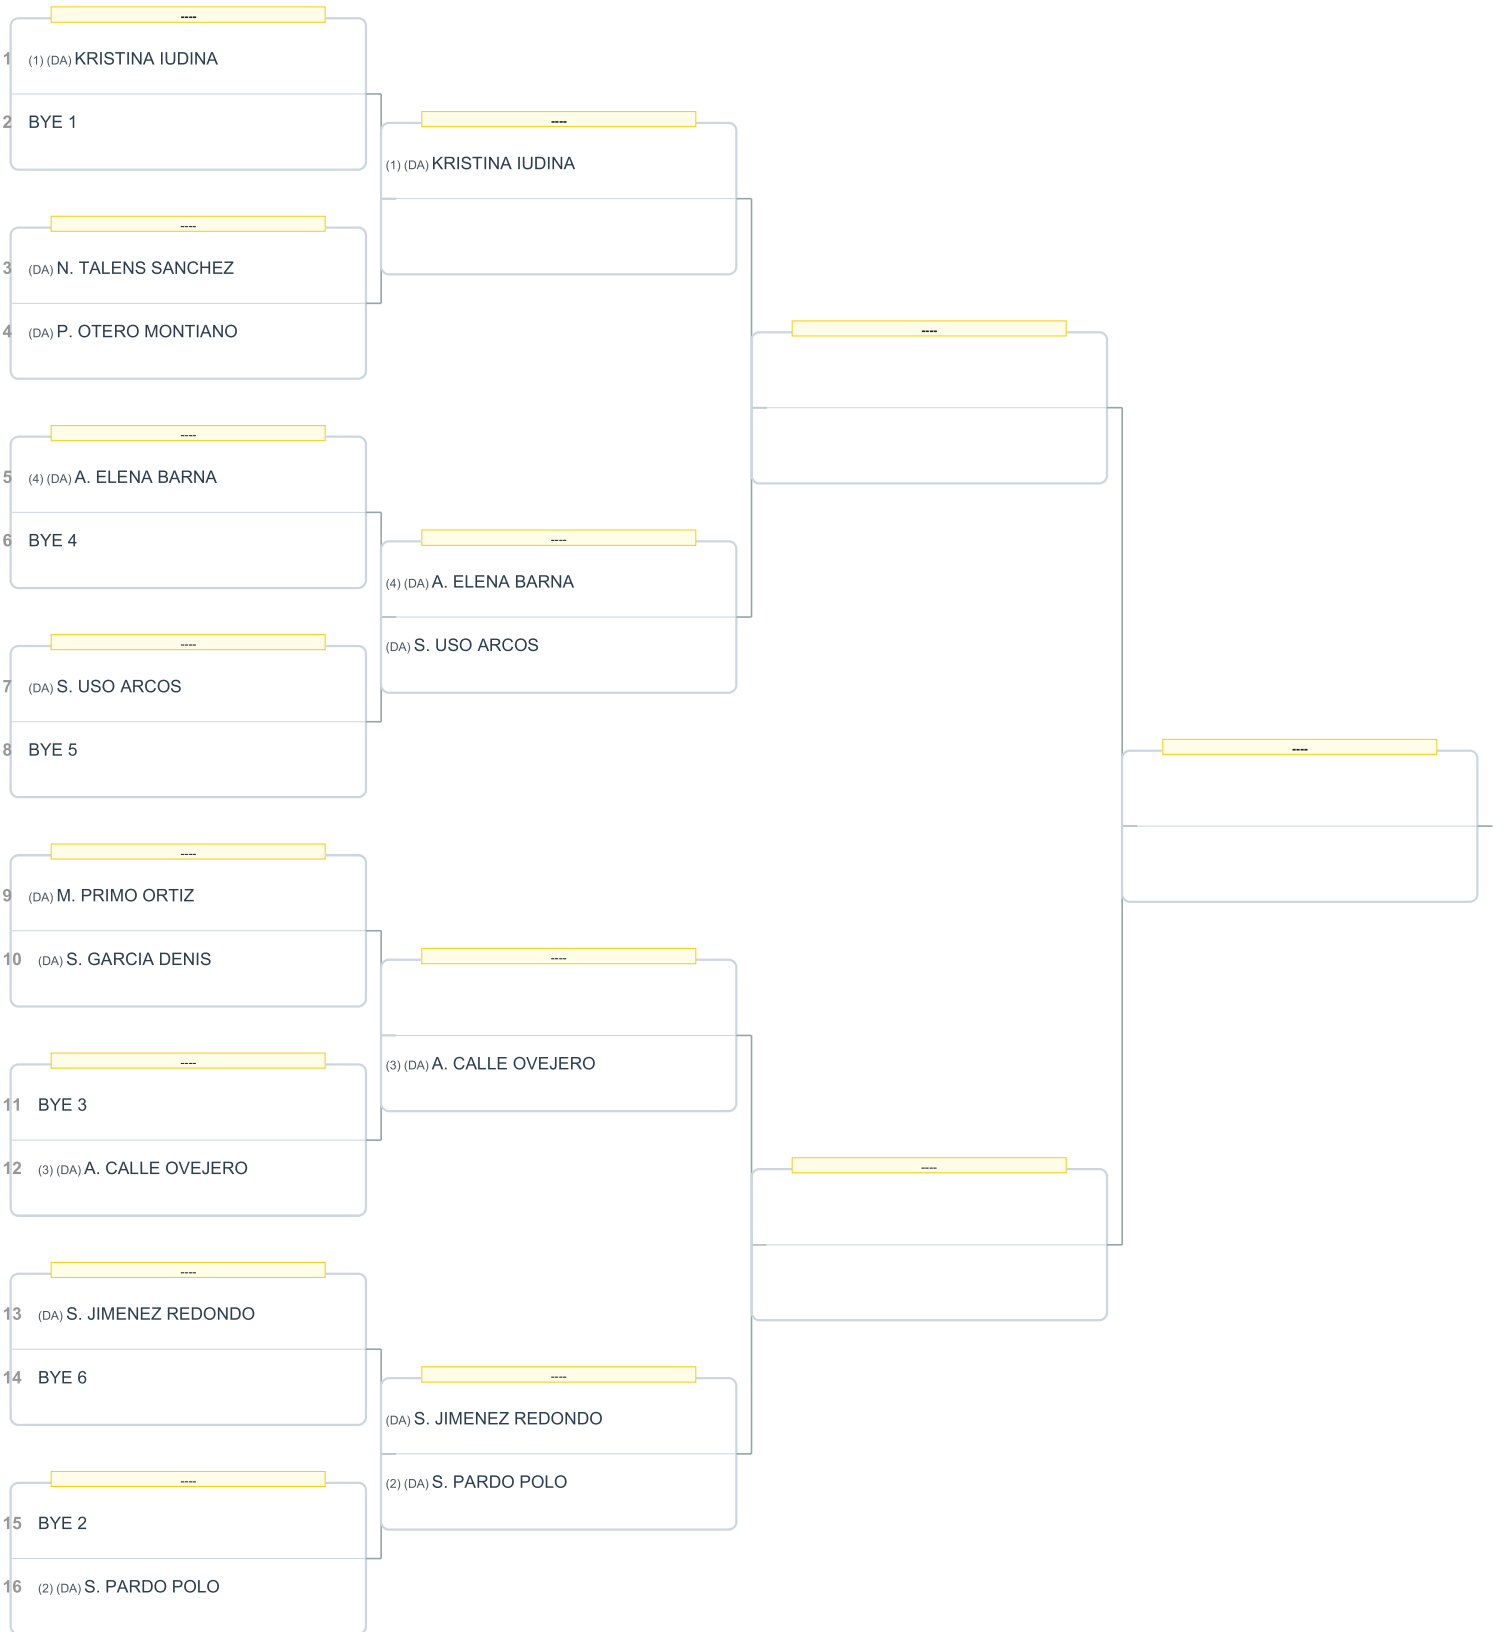 ----
1 (1) (DA) KRISTINA IUDINA
2 BYE 1
----
3 (DA) N. TALENS SANCHEZ
4 (DA) P. OTERO MONTIANO
----
5 (4) (DA) A. ELENA BARNA
6 BYE 4
----
7 (DA) S. USO ARCOS
8 BYE 5
----
9 (DA) M. PRIMO ORTIZ
10 (DA) S. GARCIA DENIS
----
11 BYE 3
12 (3) (DA) A. CALLE OVEJERO
----
13 (DA) S. JIMENEZ REDONDO
14 BYE 6
----
15 BYE 2
16 (2) (DA) S. PARDO POLO
----
(1) (DA) KRISTINA IUDINA
----
(4) (DA) A. ELENA BARNA
(DA) S. USO ARCOS
----
(3) (DA) A. CALLE OVEJERO
----
(DA) S. JIMENEZ REDONDO
(2) (DA) S. PARDO POLO
----
----
----